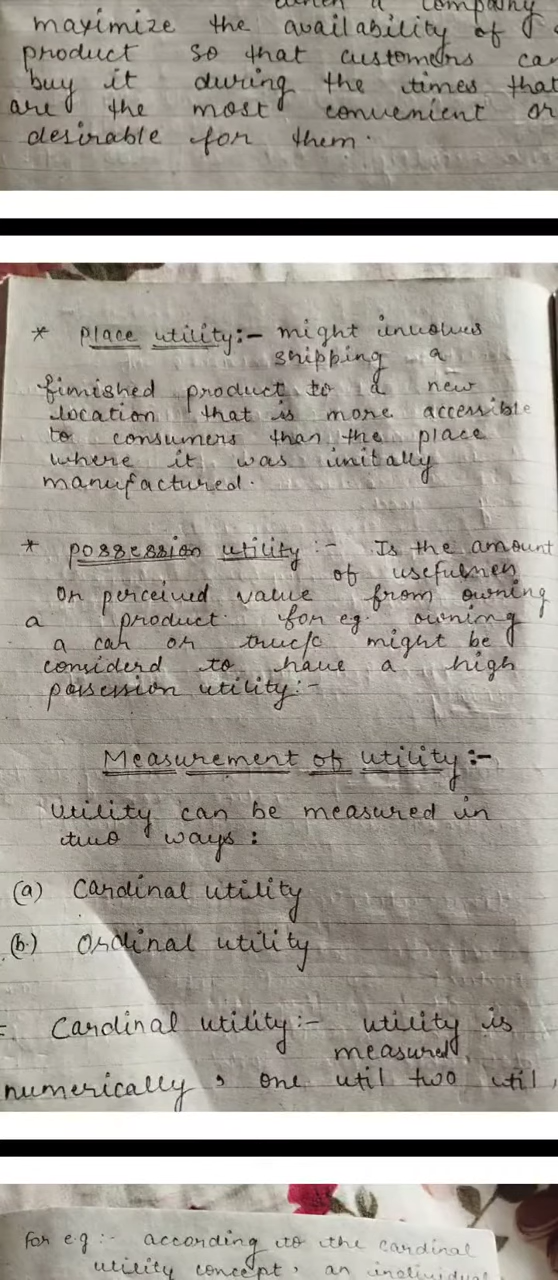 when a company
maximize the availability of a
product so that customers can
buy it during the times that
are the most convenient or
desirable for them.
* Place utility:- might invovues
shipping a
finished product to a new
location that is more accessible
to consumers than the place
where it was initally
manufactured.
* possession utility :- Is the amount
of usefulness
or perceived value from owning
a product. for eg. owning
a car or truck might be
considerd to have a high
possession utility:-
Measurement of utility:-
Utility can be measured in
two ways :
(a) Cardinal utility
(b.) Ordinal utility
Cardinal utility:- utility is
measured
numerically, one util two util,
For eg :- according to the cardinal
utility concept, an individual